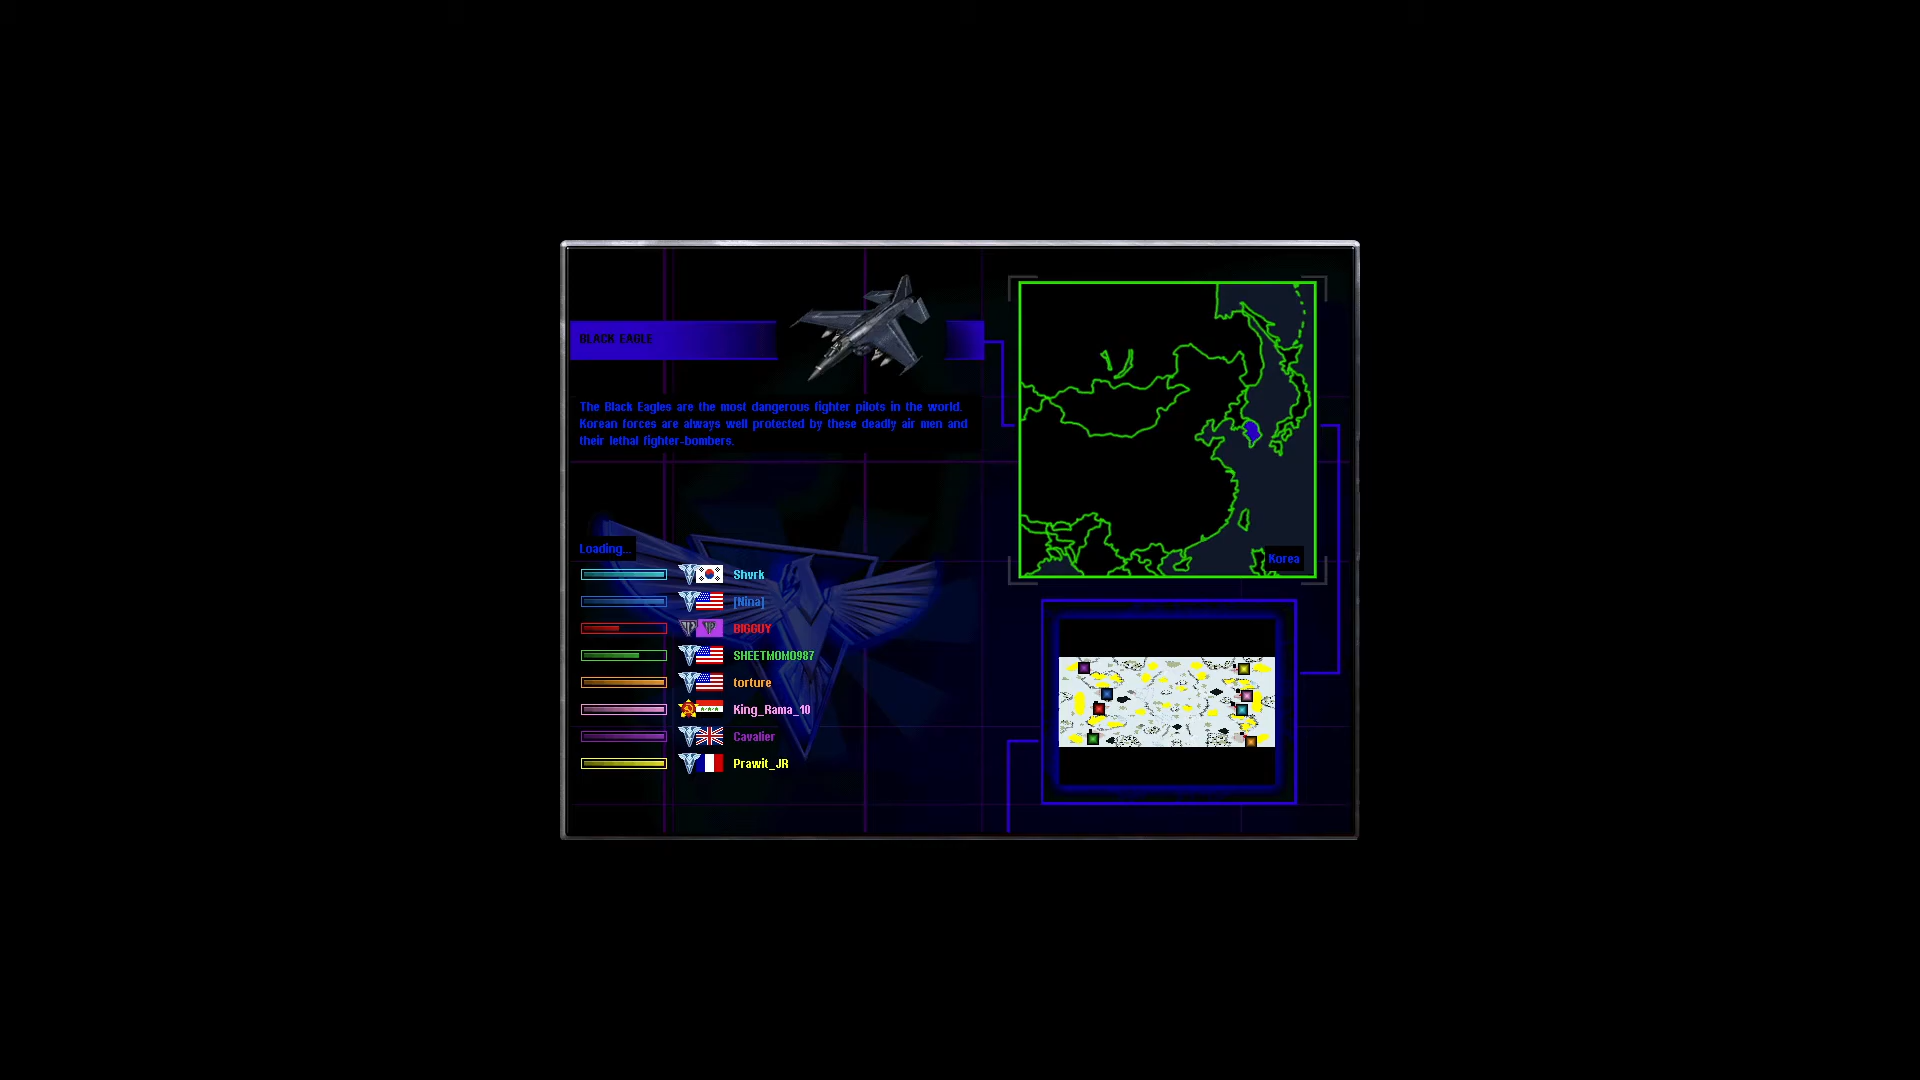 BLACK EAGLE
The Black Eagles are the most dangerous fighter pilots in the world.
Korean forces are always well protected by these deadly air men and
their lethal fighter-bombers.
Korea
Loading...
Shvrk
[Nina]
BIGGUY
SHEETMOMO987
torture
King_Rama_10
Cavalier
Prawit_JR